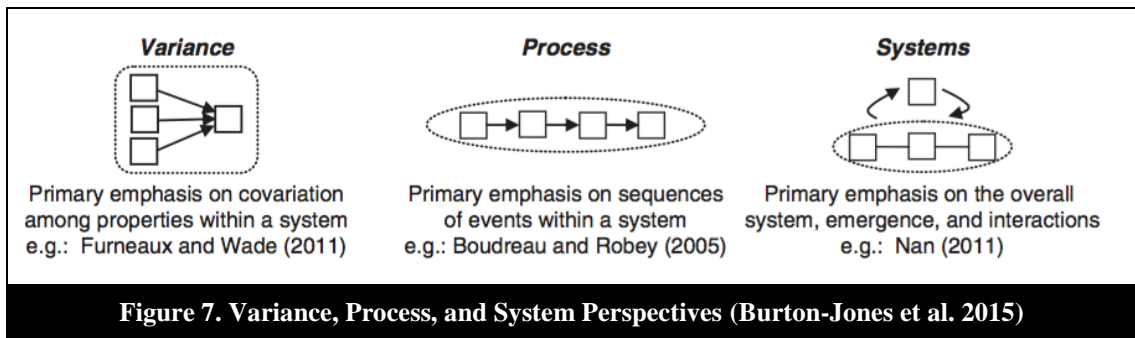 Variance
Process
Systems
Primary emphasis on covariation
among properties within a system
e.g.: Furneaux and Wade (2011)
Primary emphasis on sequences
of events within a system
e.g.: Boudreau and Robey (2005)
Primary emphasis on the overall
system, emergence, and interactions
e.g.: Nan (2011)
Figure 7. Variance, Process, and System Perspectives (Burton-Jones et al. 2015)